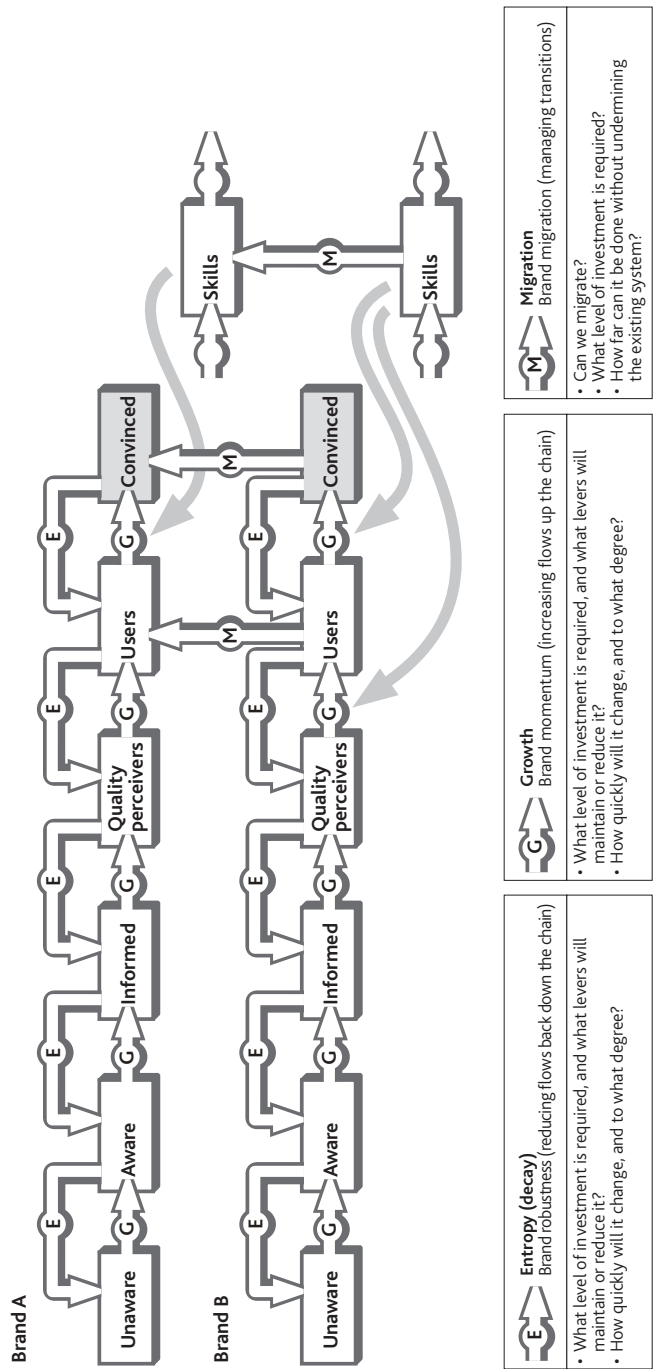 Brand A
E
E
E
E
E
Unaware
G
Aware
G
Informed
G
Quality
perceivers
G
Users
G
Convinced
Skills
M
M
M
Brand B
E
E
E
E
E
Unaware
G
Aware
G
Informed
G
Quality
perceivers
G
Users
G
Convinced
Skills
E
Entropy (decay)
Brand robustness (reducing flows back down the chain)
• What level of investment is required, and what levers will
maintain or reduce it?
• How quickly will it change, and to what degree?
G
Growth
Brand momentum (increasing flows up the chain)
• What level of investment is required, and what levers will
maintain or reduce it?
• How quickly will it change, and to what degree?
M
Migration
Brand migration (managing transitions)
• Can we migrate?
• What level of investment is required?
• How far can it be done without undermining
the existing system?